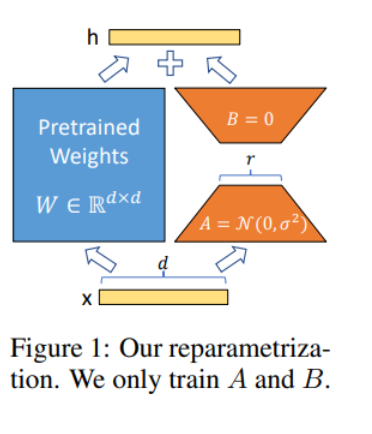 h
Pretrained
Weights
W ∈ ℝ^{d×d}
B = 0
r
A = 𝒩(0, σ²)
d
x
Figure 1: Our reparametriza-
tion. We only train A and B.